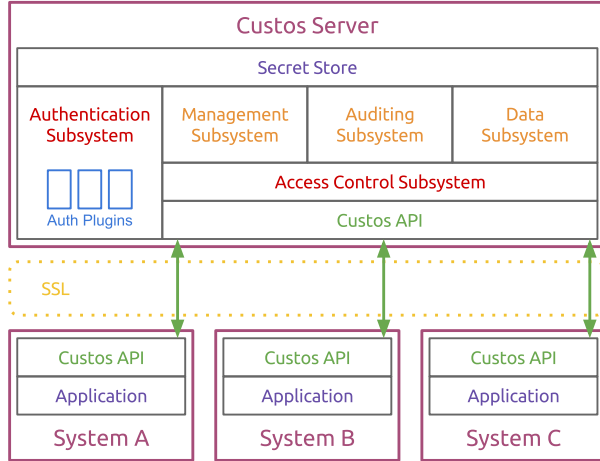 Custos Server
Secret Store
Authentication
Subsystem
Management
Subsystem
Auditing
Subsystem
Data
Subsystem
Auth Plugins
Access Control Subsystem
Custos API
SSL
Custos API
Application
System A
Custos API
Application
System B
Custos API
Application
System C